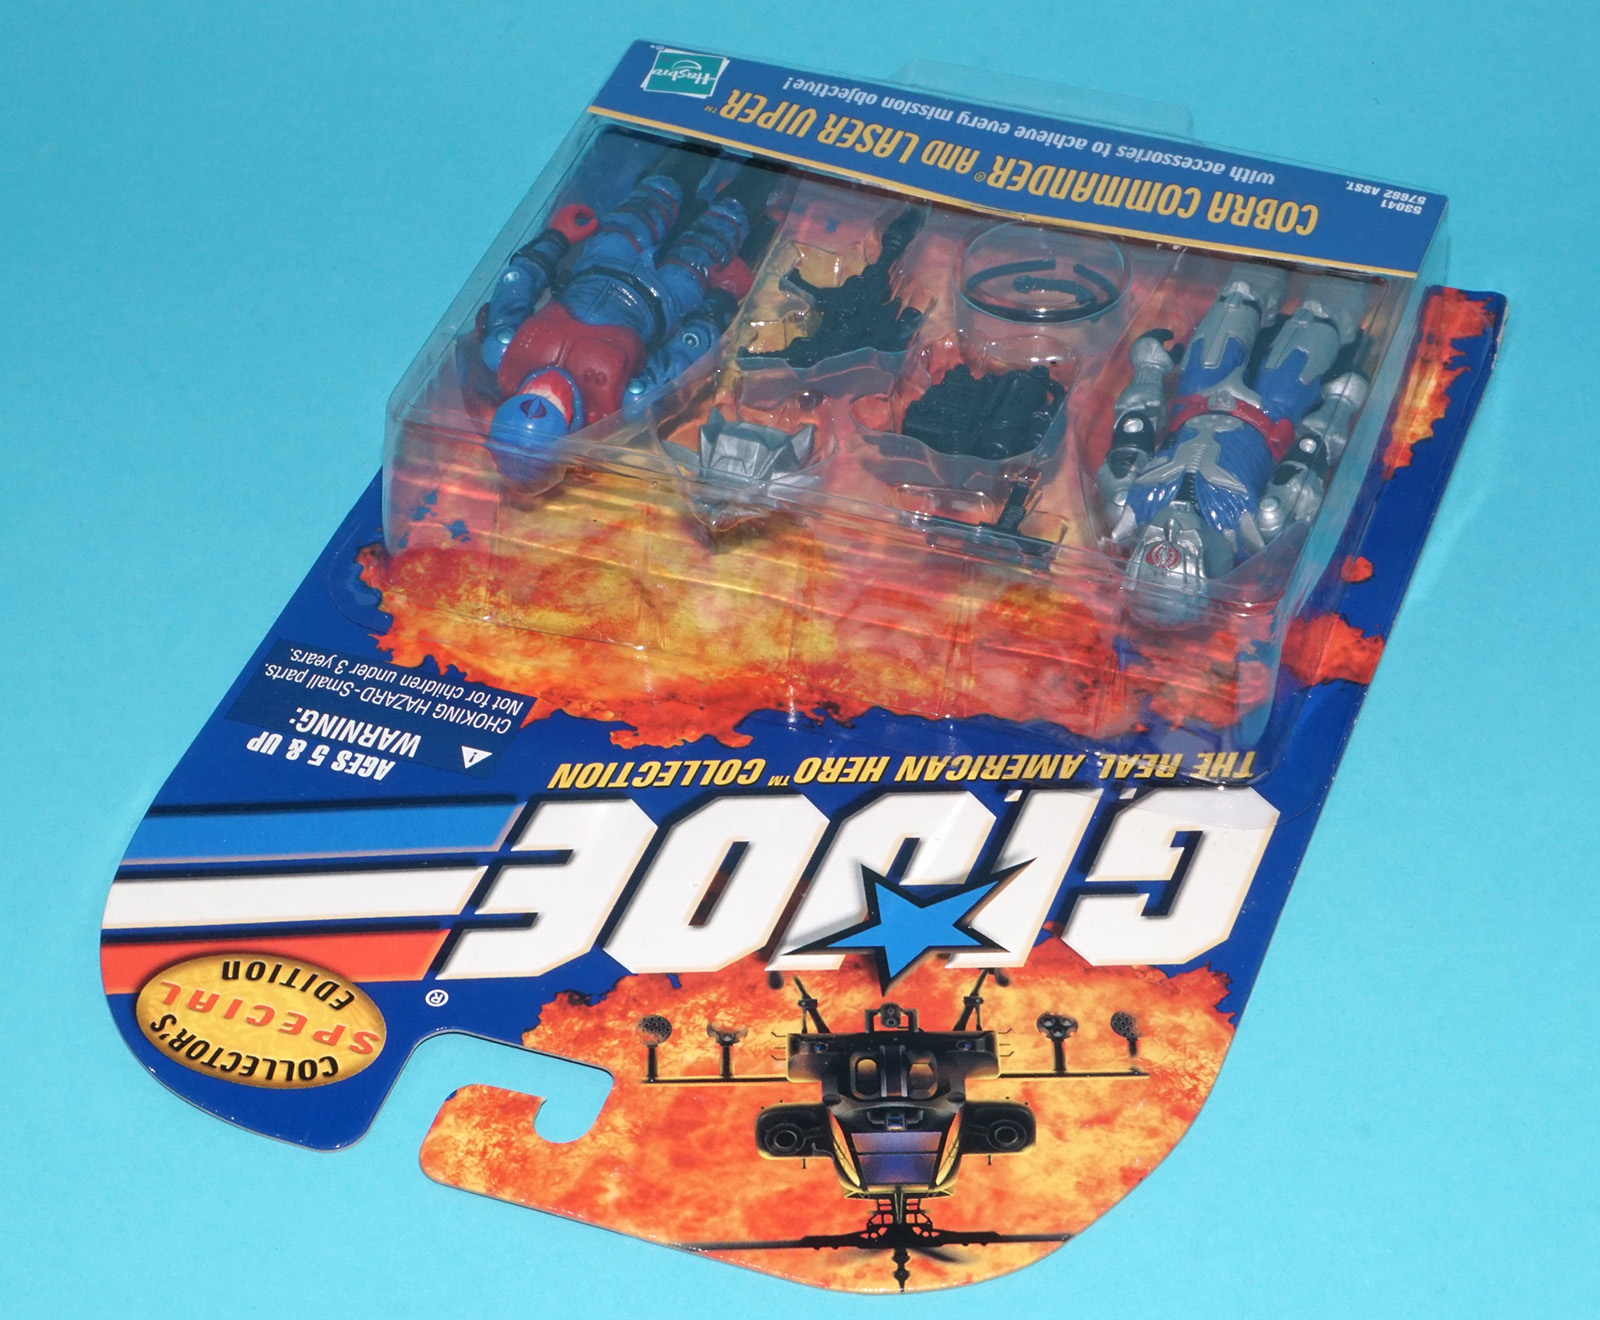 COLLECTOR'S
SPECIAL
EDITION
®
G.I. JOE
THE REAL AMERICAN HERO™ COLLECTION
AGES 5 & UP
WARNING:
CHOKING HAZARD-Small parts.
Not for children under 3 years.
53041
57682 ASST.
COBRA COMMANDER® AND LASER VIPER™
with accessories to achieve every mission objective!
Hasbro